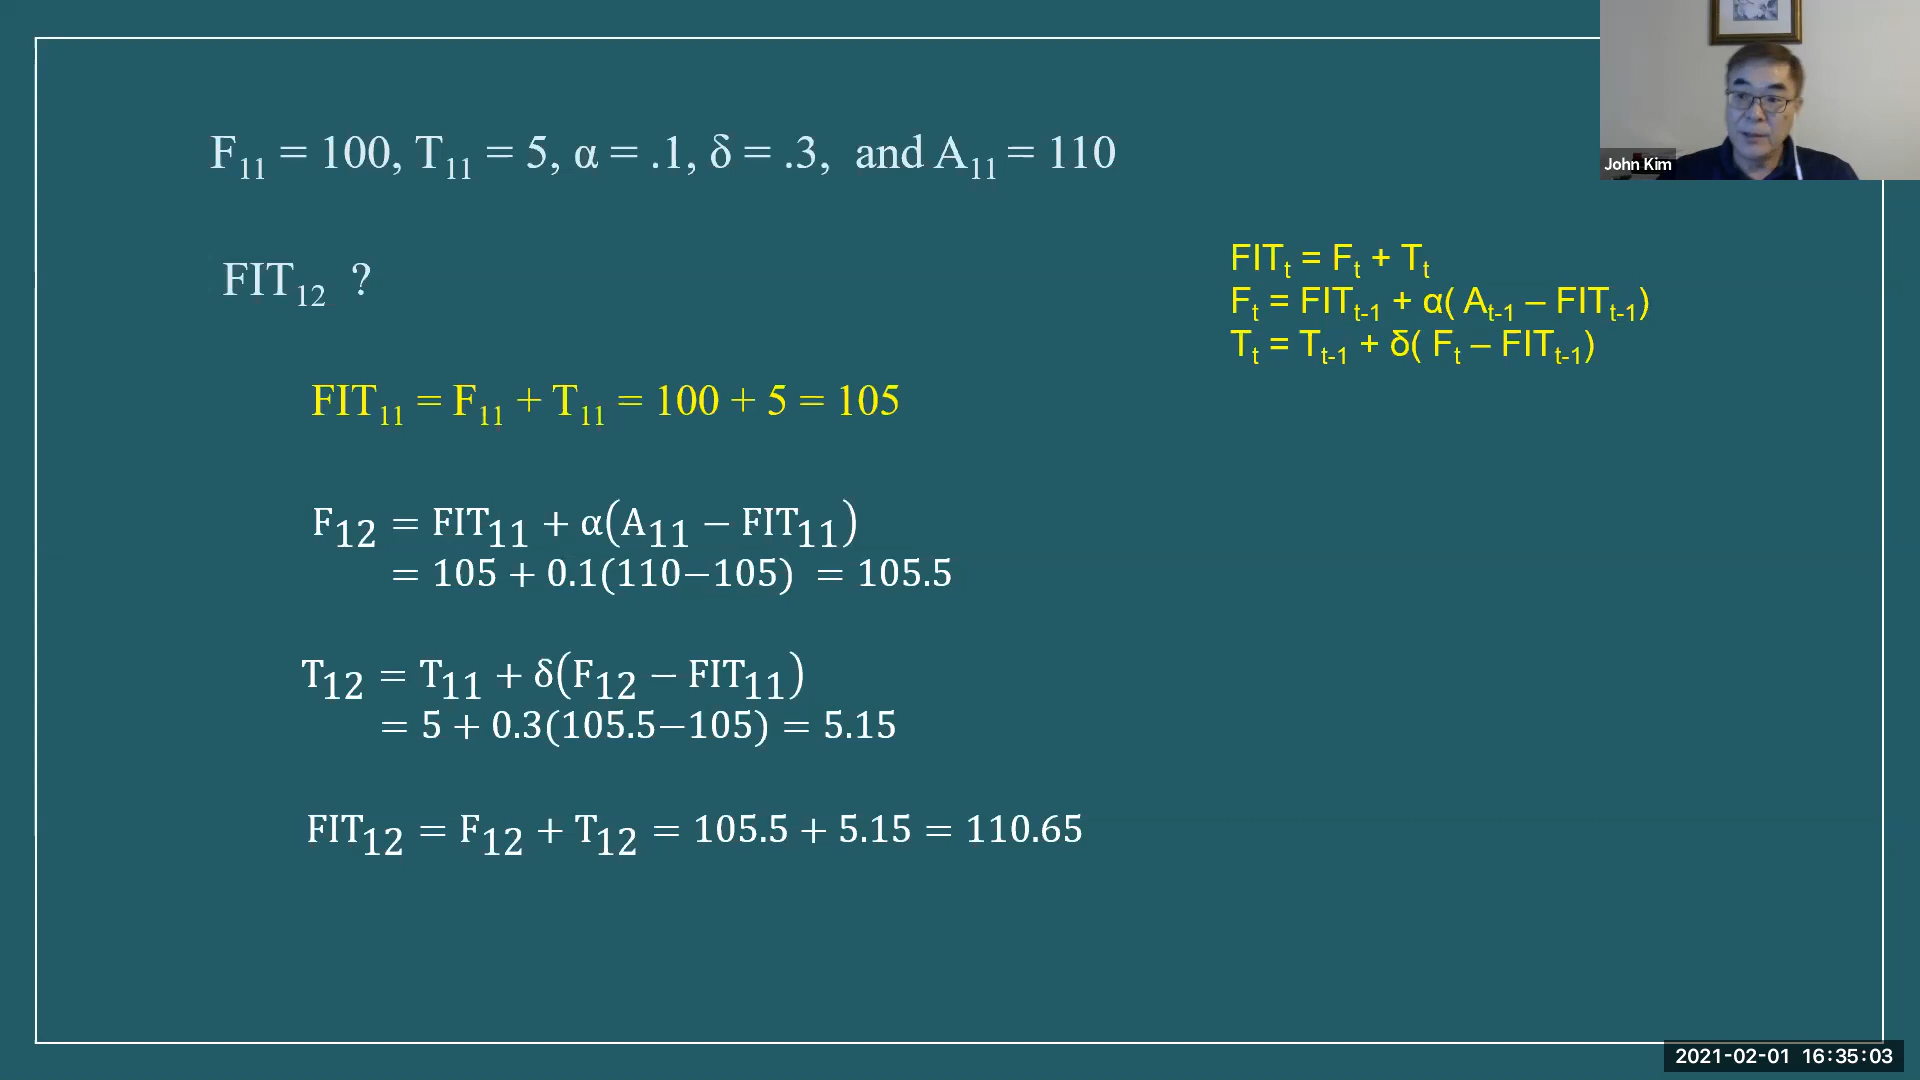 F₁₁ = 100, T₁₁ = 5, α = .1, δ = .3,  and A₁₁ = 110
John Kim
FIT₁₂  ?
FITₜ = Fₜ + Tₜ
Fₜ = FITₜ₋₁ + α( Aₜ₋₁ – FITₜ₋₁)
Tₜ = Tₜ₋₁ + δ( Fₜ – FITₜ₋₁)
FIT₁₁ = F₁₁ + T₁₁ = 100 + 5 = 105
F₁₂ = FIT₁₁ + α(A₁₁ − FIT₁₁)
= 105 + 0.1(110−105)  = 105.5
T₁₂ = T₁₁ + δ(F₁₂ − FIT₁₁)
= 5 + 0.3(105.5−105) = 5.15
FIT₁₂ = F₁₂ + T₁₂ = 105.5 + 5.15 = 110.65
2021-02-01 16:35:03